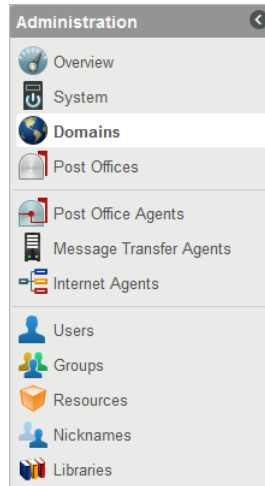 Administration
Overview
System
Domains
Post Offices
Post Office Agents
Message Transfer Agents
Internet Agents
Users
Groups
Resources
Nicknames
Libraries